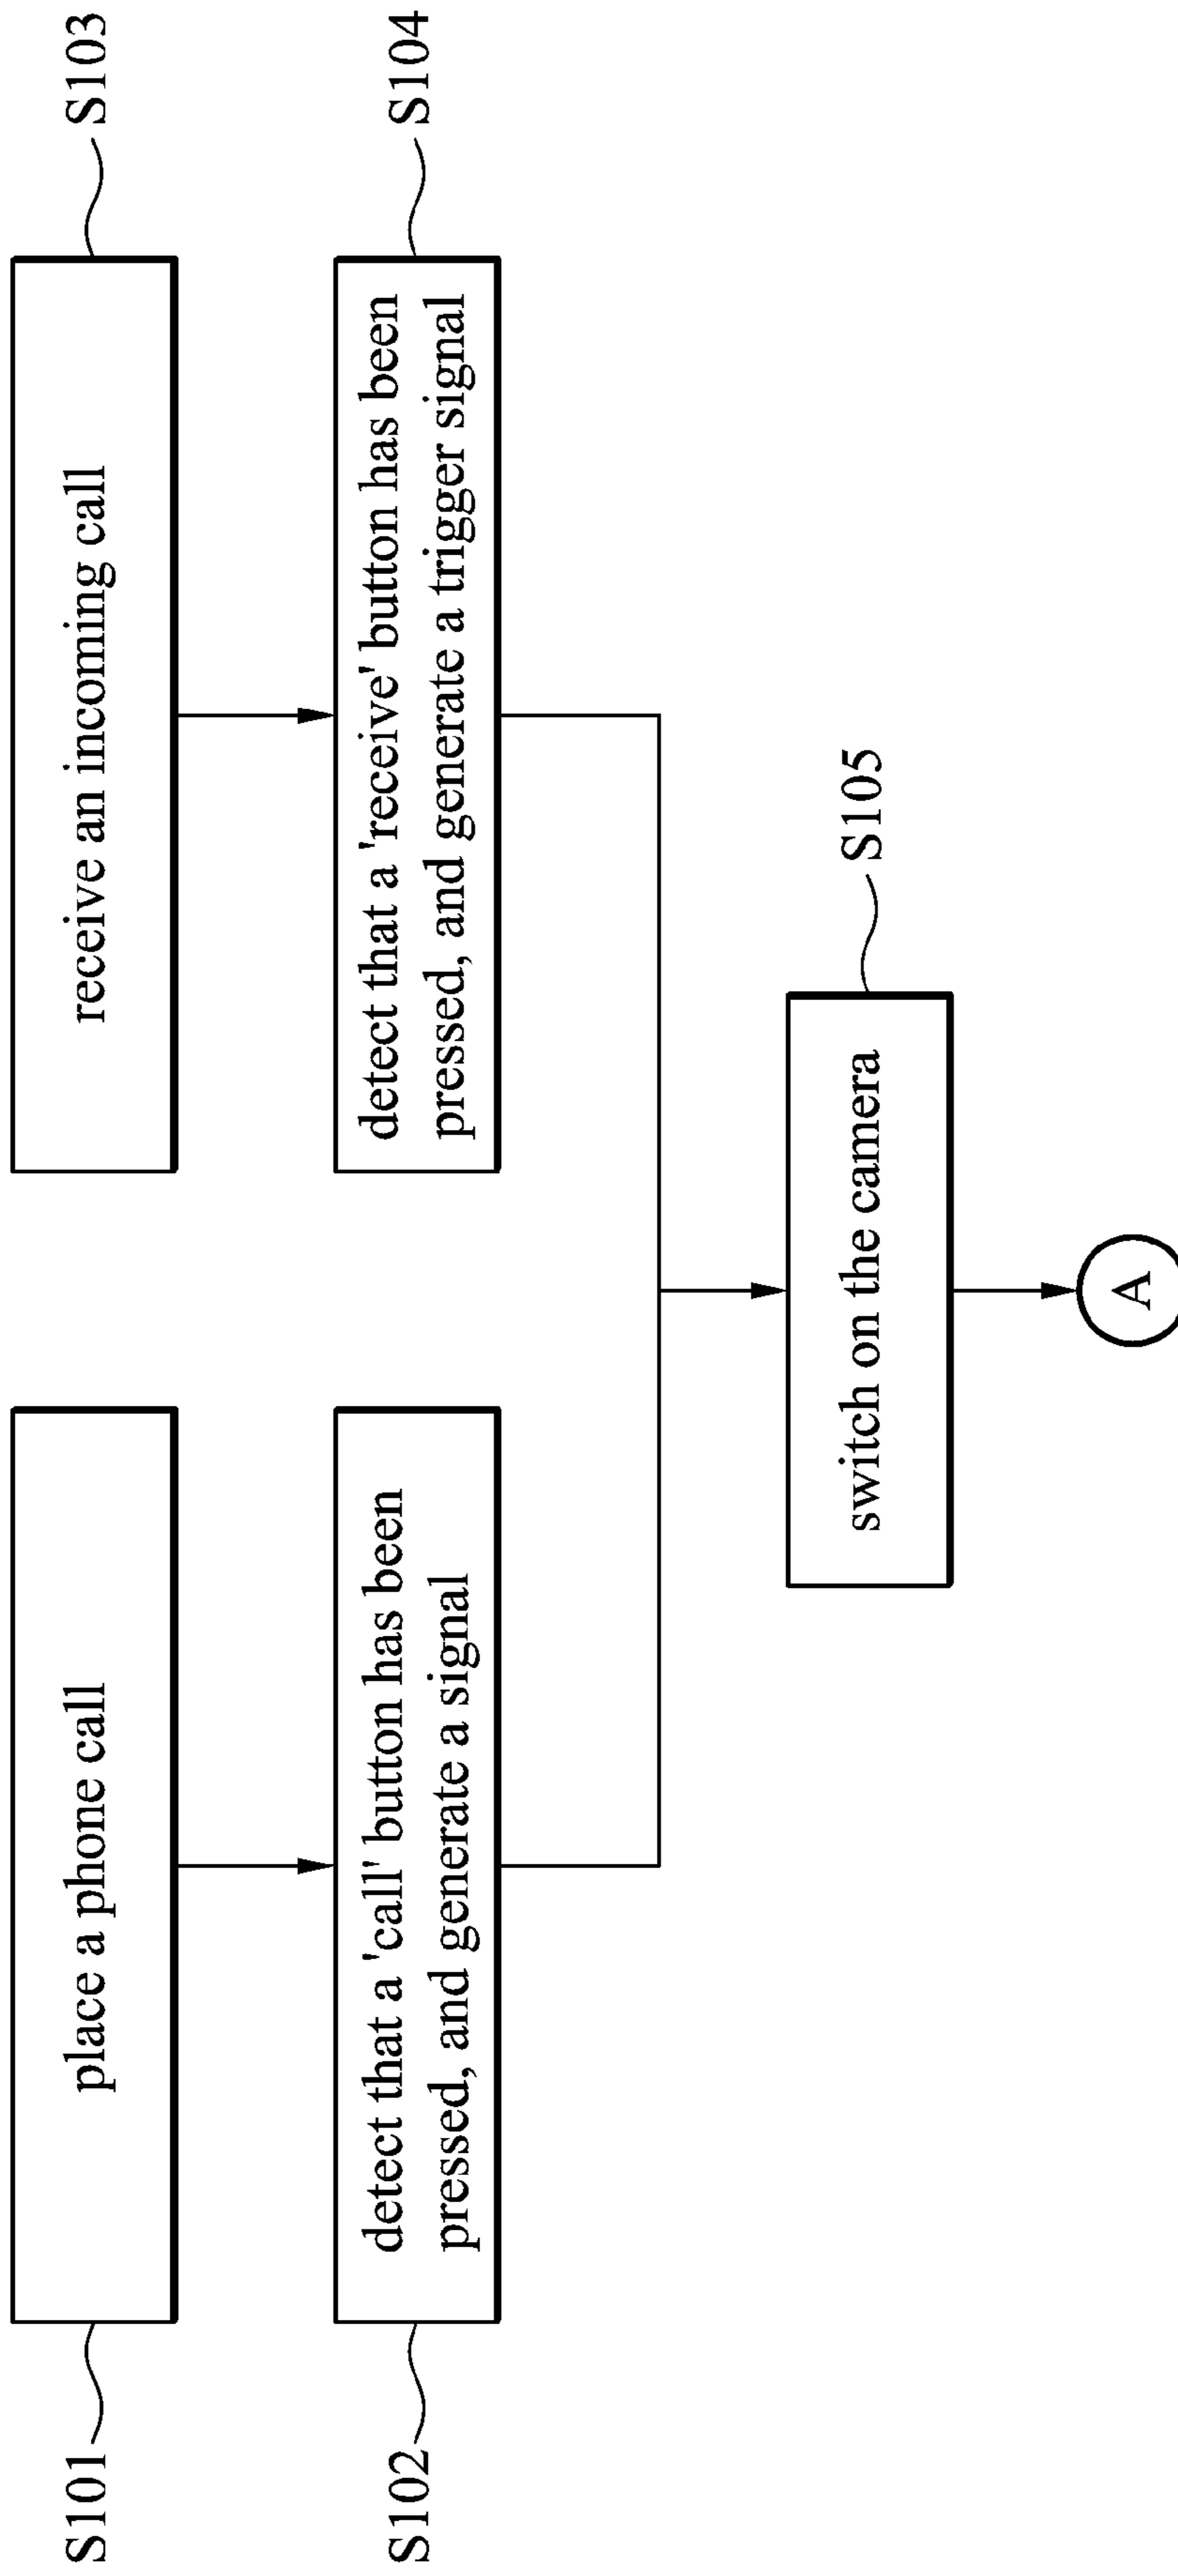 S101
place a phone call
receive an incoming call
S103
S102
detect that a 'call' button has been
pressed, and generate a signal
detect that a 'receive' button has been
pressed, and generate a trigger signal
S104
switch on the camera
S105
A